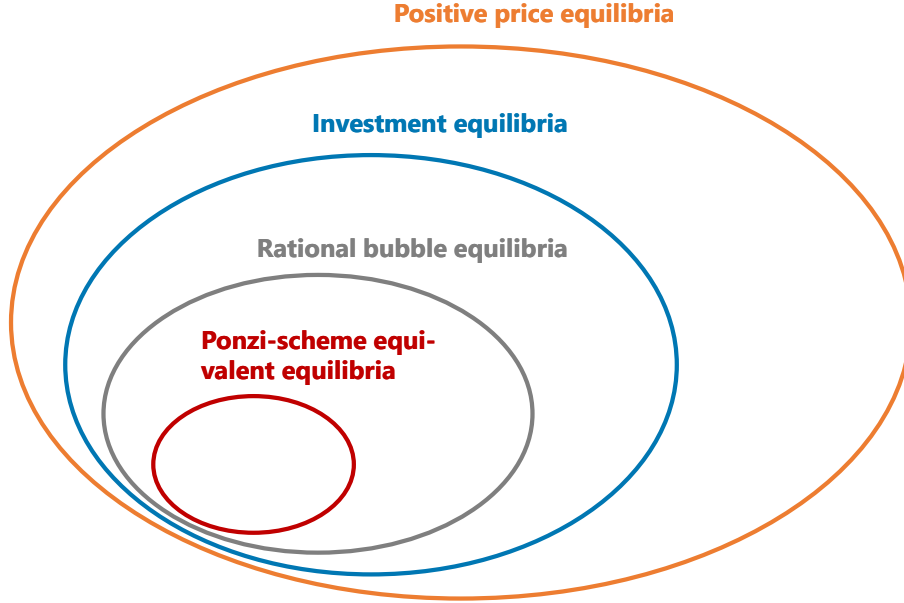 Positive price equilibria
Investment equilibria
Rational bubble equilibria
Ponzi-scheme equi-
valent equilibria